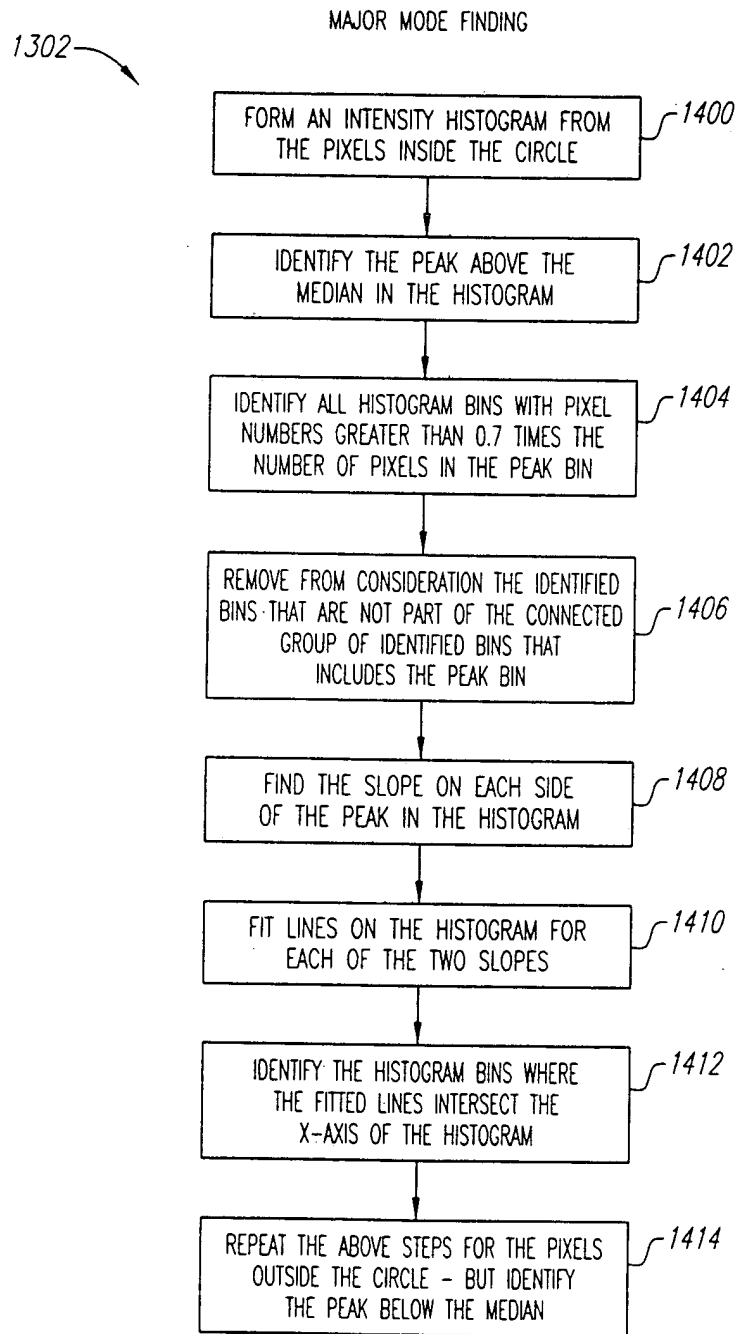 MAJOR MODE FINDING
1302
FORM AN INTENSITY HISTOGRAM FROM
THE PIXELS INSIDE THE CIRCLE
1400
IDENTIFY THE PEAK ABOVE THE
MEDIAN IN THE HISTOGRAM
1402
IDENTIFY ALL HISTOGRAM BINS WITH PIXEL
NUMBERS GREATER THAN 0.7 TIMES THE
NUMBER OF PIXELS IN THE PEAK BIN
1404
REMOVE FROM CONSIDERATION THE IDENTIFIED
BINS THAT ARE NOT PART OF THE CONNECTED
GROUP OF IDENTIFIED BINS THAT
INCLUDES THE PEAK BIN
1406
FIND THE SLOPE ON EACH SIDE
OF THE PEAK IN THE HISTOGRAM
1408
FIT LINES ON THE HISTOGRAM FOR
EACH OF THE TWO SLOPES
1410
IDENTIFY THE HISTOGRAM BINS WHERE
THE FITTED LINES INTERSECT THE
X-AXIS OF THE HISTOGRAM
1412
REPEAT THE ABOVE STEPS FOR THE PIXELS
OUTSIDE THE CIRCLE - BUT IDENTIFY
THE PEAK BELOW THE MEDIAN
1414